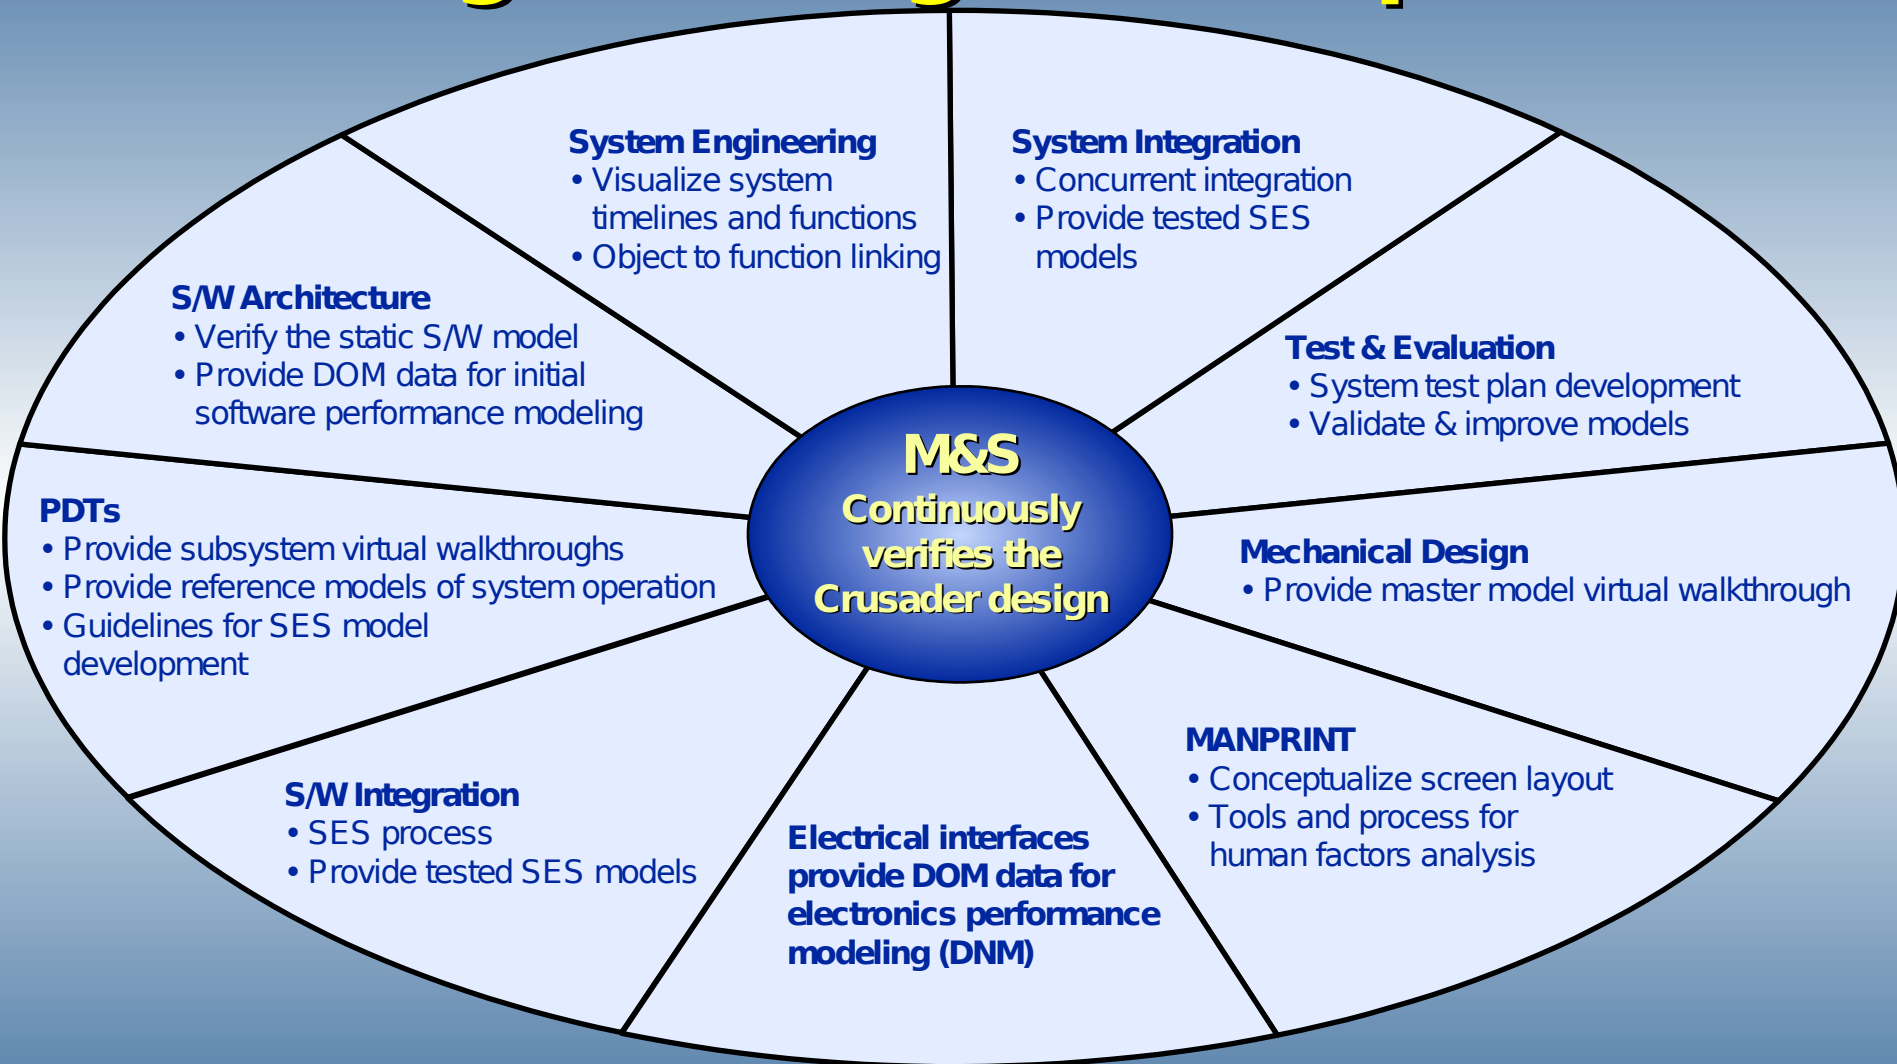 System Engineering
• Visualize system
timelines and functions
• Object to function linking
System Integration
• Concurrent integration
• Provide tested SES
models
S/W Architecture
• Verify the static S/W model
• Provide DOM data for initial
software performance modeling
Test & Evaluation
• System test plan development
• Validate & improve models
M&S
Continuously
verifies the
Crusader design
PDTs
• Provide subsystem virtual walkthroughs
• Provide reference models of system operation
• Guidelines for SES model
development
Mechanical Design
• Provide master model virtual walkthrough
S/W Integration
• SES process
• Provide tested SES models
Electrical interfaces
provide DOM data for
electronics performance
modeling (DNM)
MANPRINT
• Conceptualize screen layout
• Tools and process for
human factors analysis